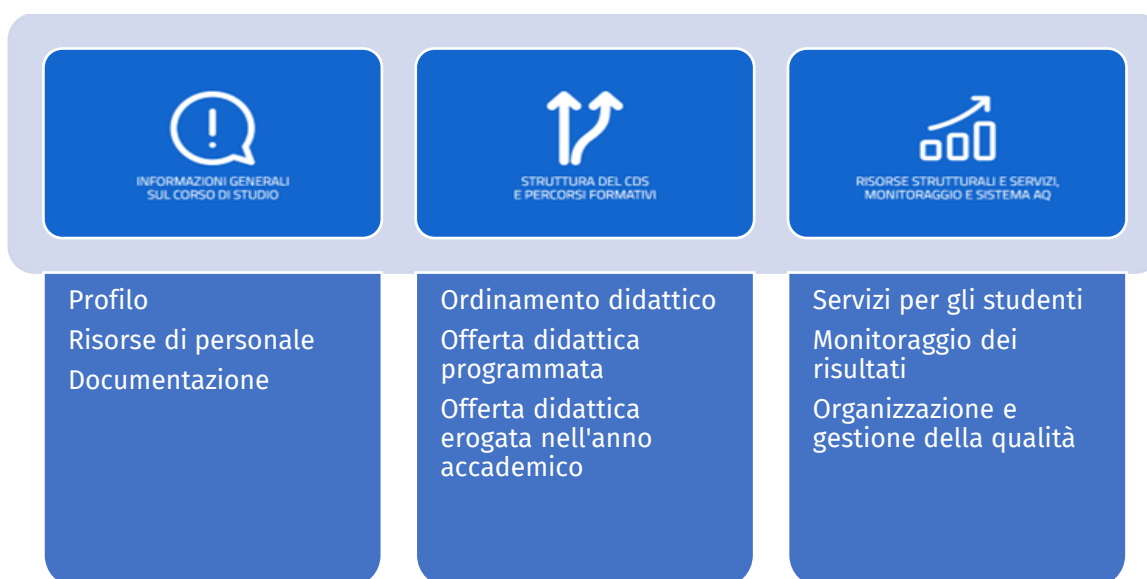 INFORMAZIONI GENERALI
SUL CORSO DI STUDIO
Profilo
Risorse di personale
Documentazione
STRUTTURA DEL CDS
E PERCORSI FORMATIVI
Ordinamento didattico
Offerta didattica
programmata
Offerta didattica
erogata nell'anno
accademico
RISORSE STRUTTURALI E SERVIZI,
MONITORAGGIO E SISTEMA AQ
Servizi per gli studenti
Monitoraggio dei
risultati
Organizzazione e
gestione della qualità